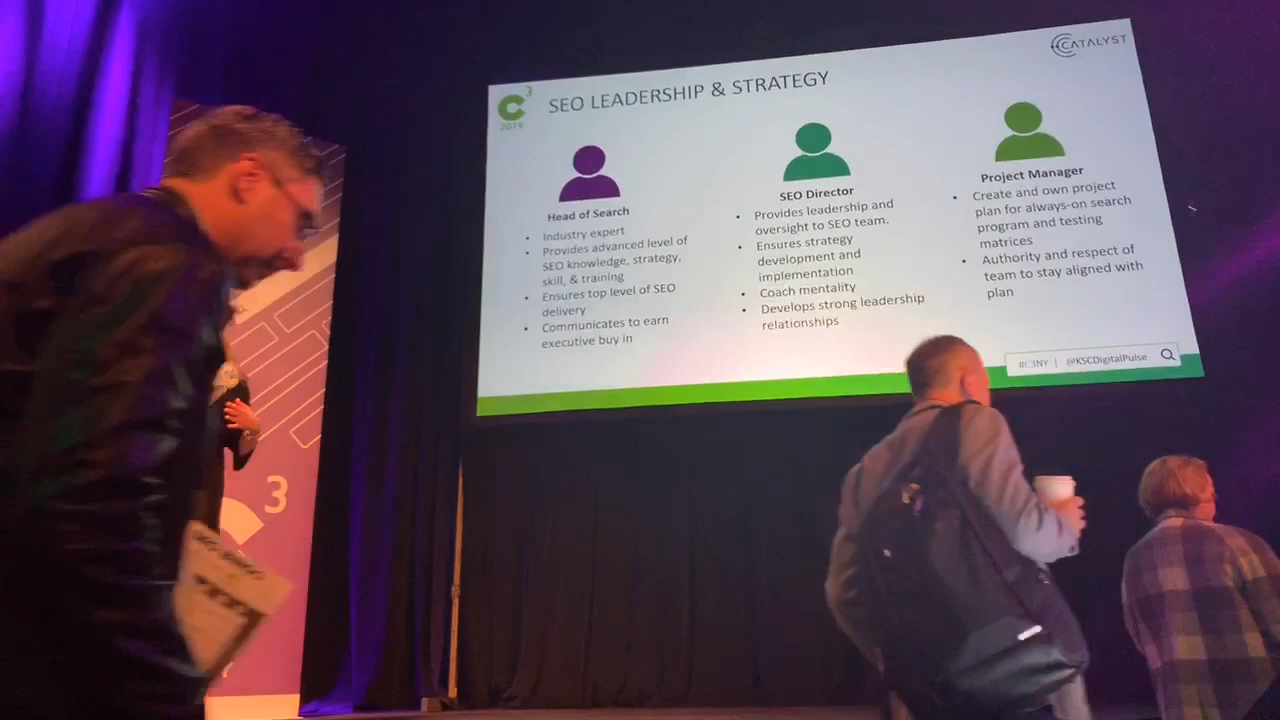 C3
2019
SEO LEADERSHIP & STRATEGY
CATALYST
Head of Search
• Industry expert
• Provides advanced level of
SEO knowledge, strategy,
skill, & training
• Ensures top level of SEO
delivery
• Communicates to earn
executive buy in
SEO Director
• Provides leadership and
oversight to SEO team.
• Ensures strategy
development and
implementation
• Coach mentality
• Develops strong leadership
relationships
Project Manager
• Create and own project
plan for always-on search
program and testing
matrices
• Authority and respect of
team to stay aligned with
plan
#C3NY | @KSCDigitalPulse
3